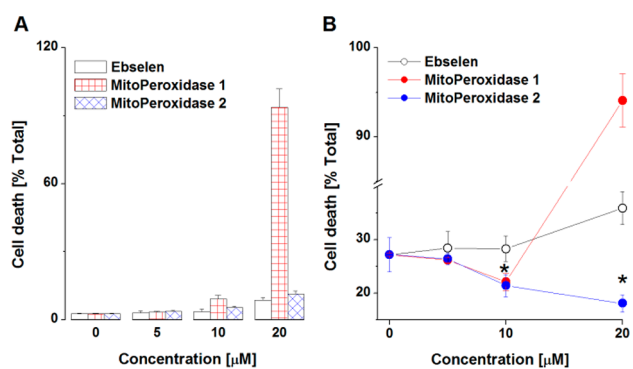 A
Cell death [% Total]
120
60
0
Ebselen
MitoPeroxidase 1
MitoPeroxidase 2
0 5 10 20
Concentration [μM]
B
Cell death [% Total]
100
90
30
20
Ebselen
MitoPeroxidase 1
MitoPeroxidase 2
*
*
0 10 20
Concentration [μM]